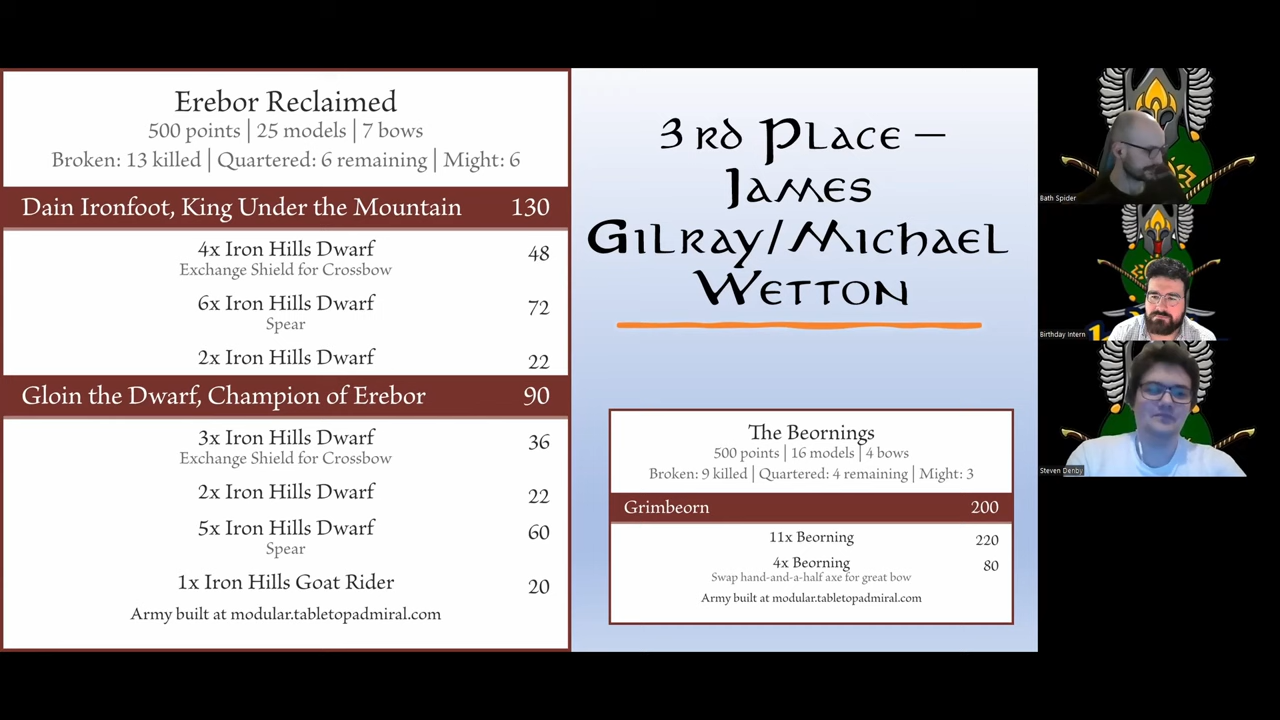 Erebor Reclaimed
500 points | 25 models | 7 bows
Broken: 13 killed | Quartered: 6 remaining | Might: 6
Dain Ironfoot, King Under the Mountain 130
4x Iron Hills Dwarf 48
Exchange Shield for Crossbow
6x Iron Hills Dwarf 72
Spear
2x Iron Hills Dwarf 22
Gloin the Dwarf, Champion of Erebor 90
3x Iron Hills Dwarf 36
Exchange Shield for Crossbow
2x Iron Hills Dwarf 22
5x Iron Hills Dwarf 60
Spear
1x Iron Hills Goat Rider 20
Army built at modular.tabletopadmiral.com
3rd Place –
James
Gilray/Michael
Wetton
The Beornings
500 points | 16 models | 4 bows
Broken: 9 killed | Quartered: 4 remaining | Might: 3
Grimbeorn 200
11x Beorning 220
4x Beorning 80
Swap hand-and-a-half axe for great bow
Army built at modular.tabletopadmiral.com
Bath Spider
Birthday Intern
Steven Denby